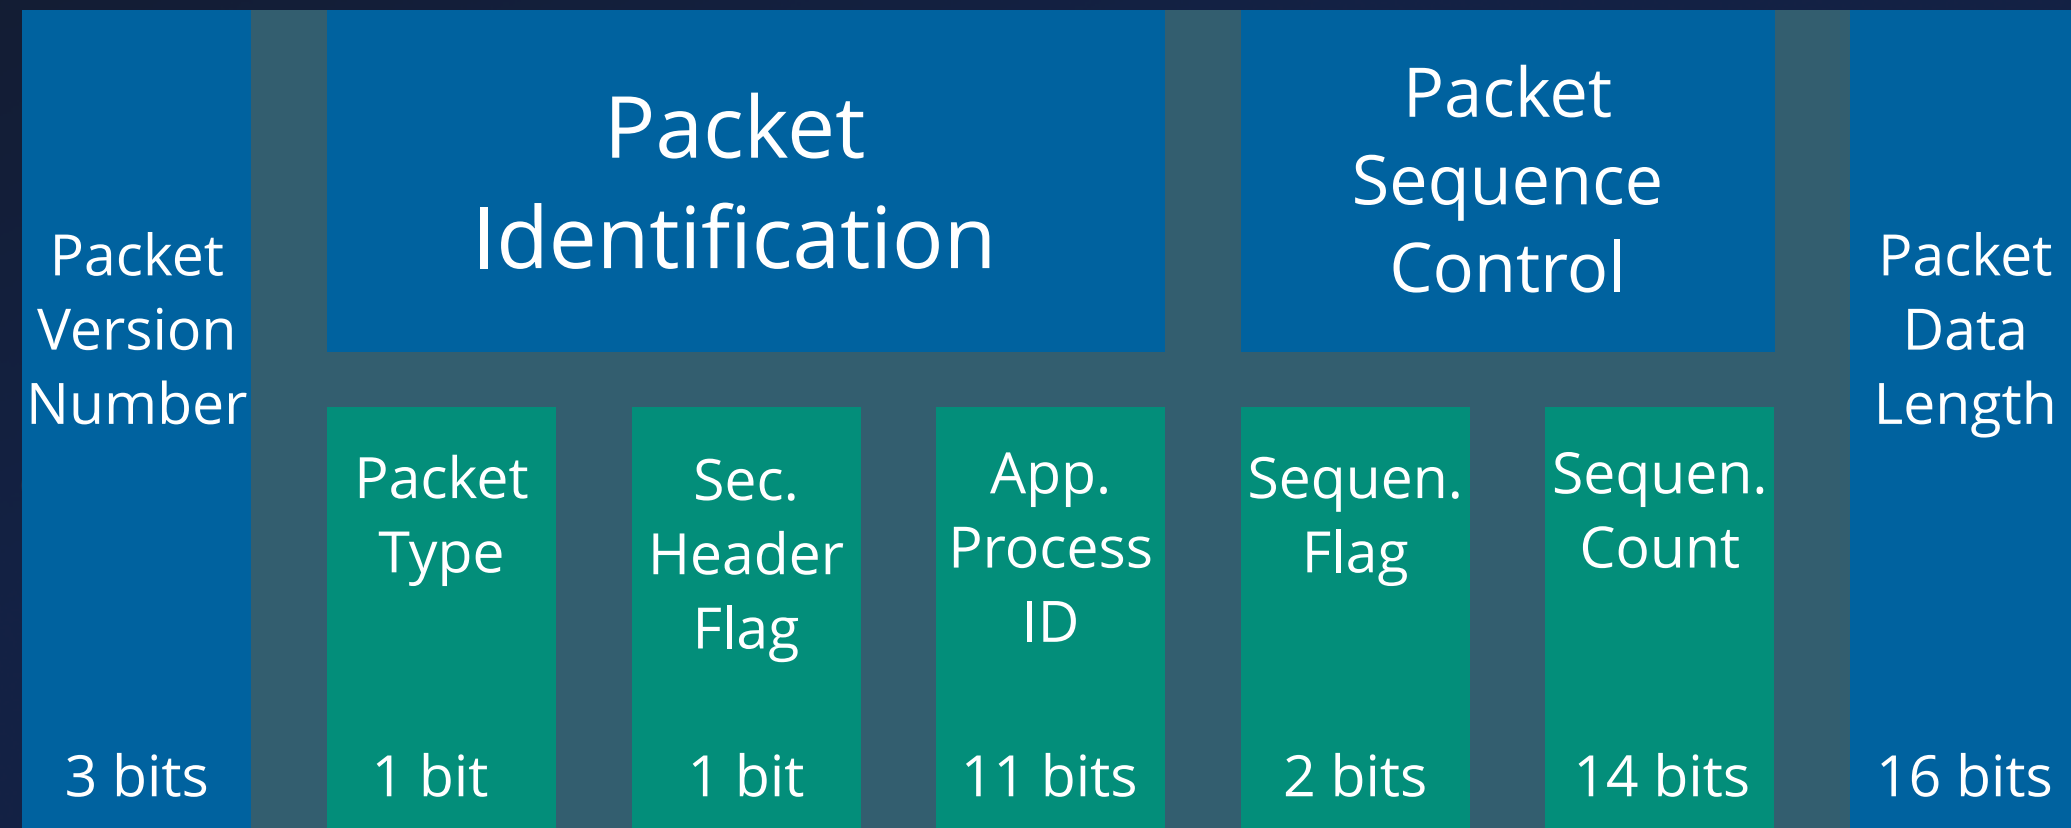 Packet
Version
Number
3 bits
Packet
Identification
Packet
Type
1 bit
Sec.
Header
Flag
1 bit
App.
Process
ID
11 bits
Packet
Sequence
Control
Sequen.
Flag
2 bits
Sequen.
Count
14 bits
Packet
Data
Length
16 bits